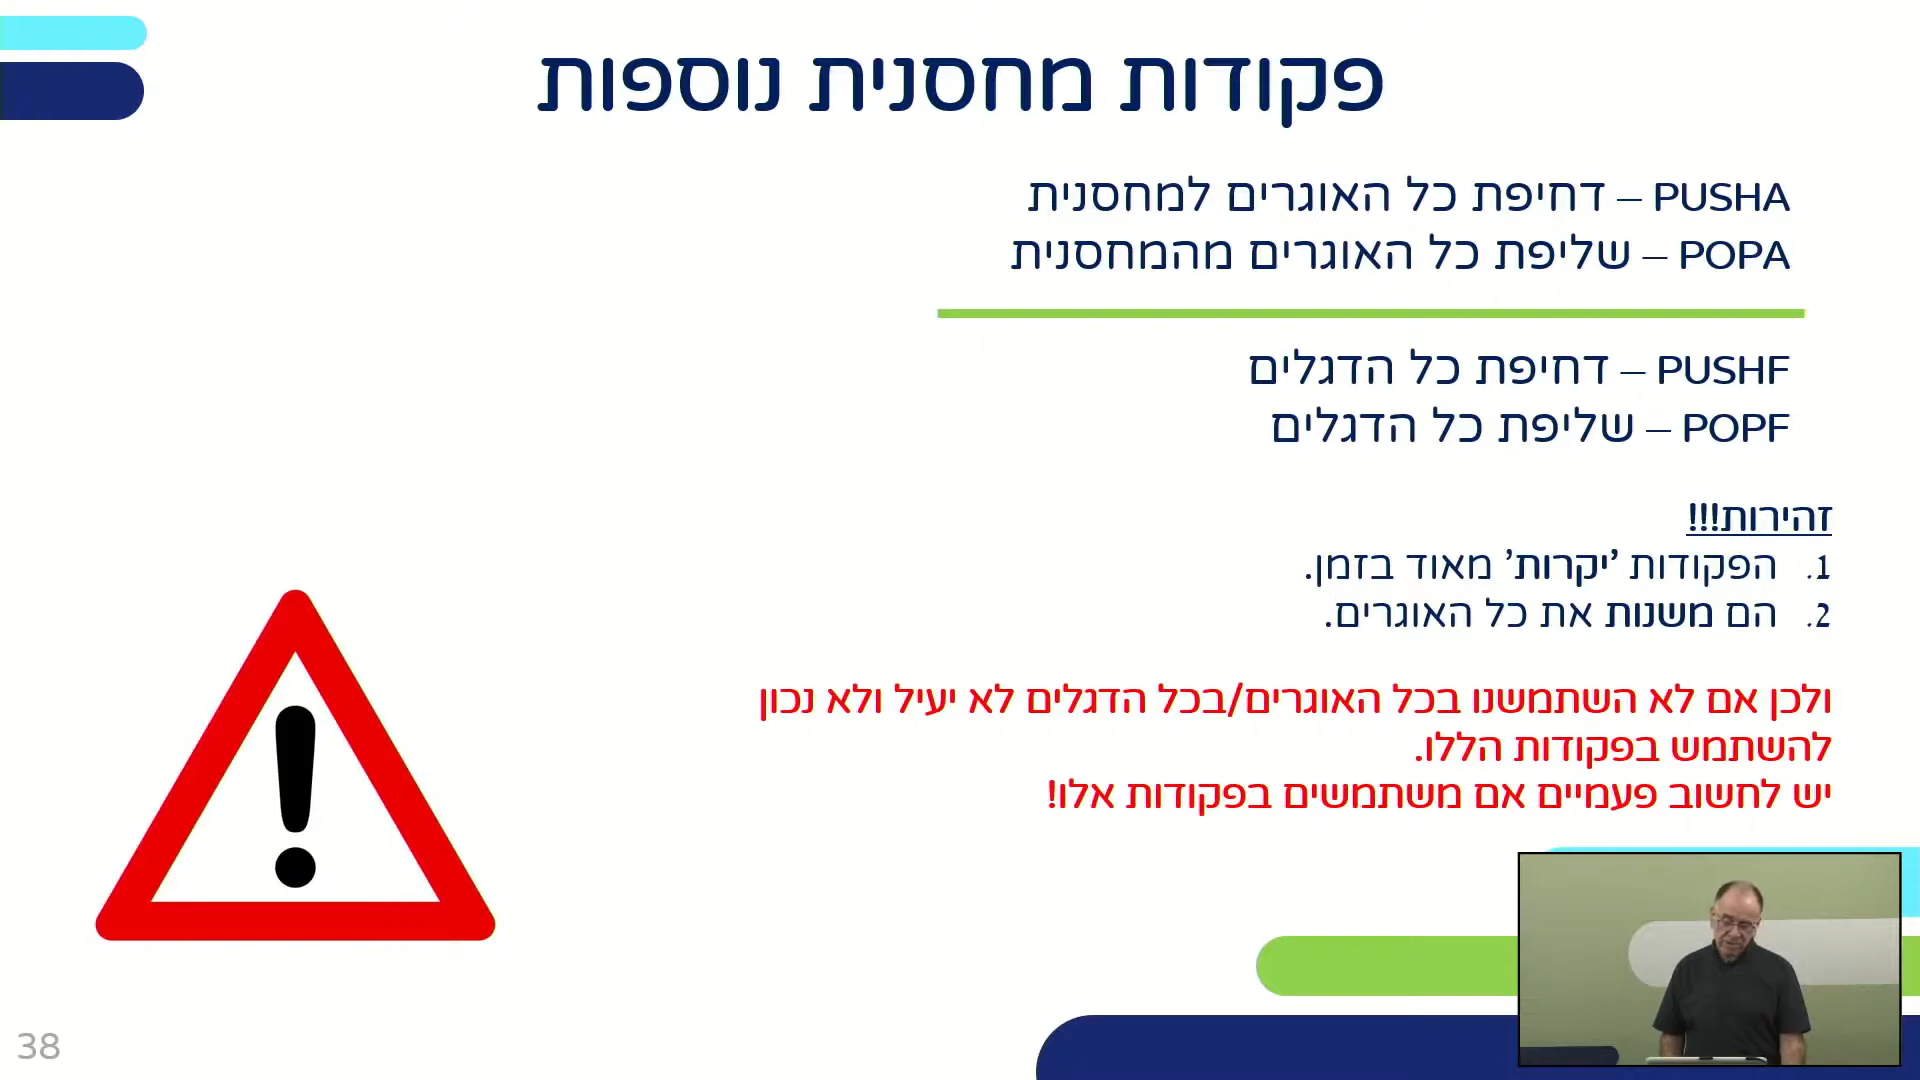 פקודות מחסנית נוספות
PUSHA – דחיפת כל האוגרים למחסנית
POPA – שליפת כל האוגרים מהמחסנית
PUSHF – דחיפת כל הדגלים
POPF – שליפת כל הדגלים
זהירות!!!
1. הפקודות 'יקרות' מאוד בזמן.
2. הם משנות את כל האוגרים.
ולכן אם לא השתמשנו בכל האוגרים/בכל הדגלים לא יעיל ולא נכון
להשתמש בפקודות הללו.
יש לחשוב פעמיים אם משתמשים בפקודות אלו!
38